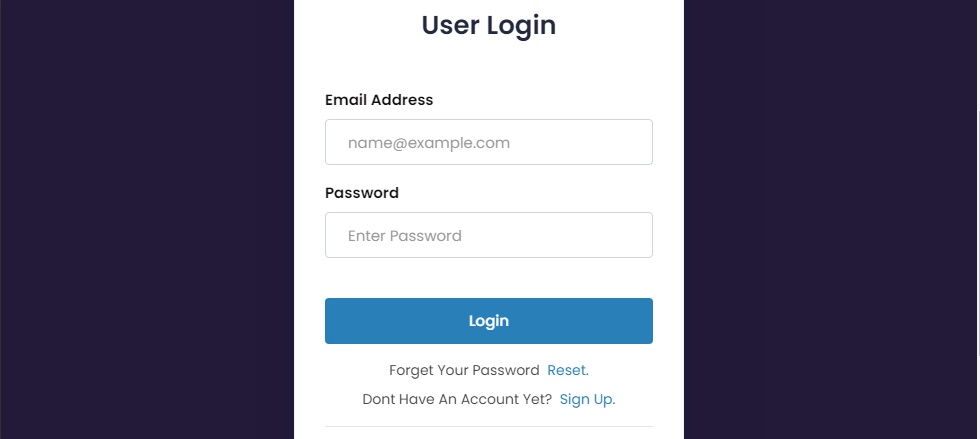 User Login
Email Address
name@example.com
Password
Enter Password
Login
Forget Your Password Reset.
Dont Have An Account Yet? Sign Up.